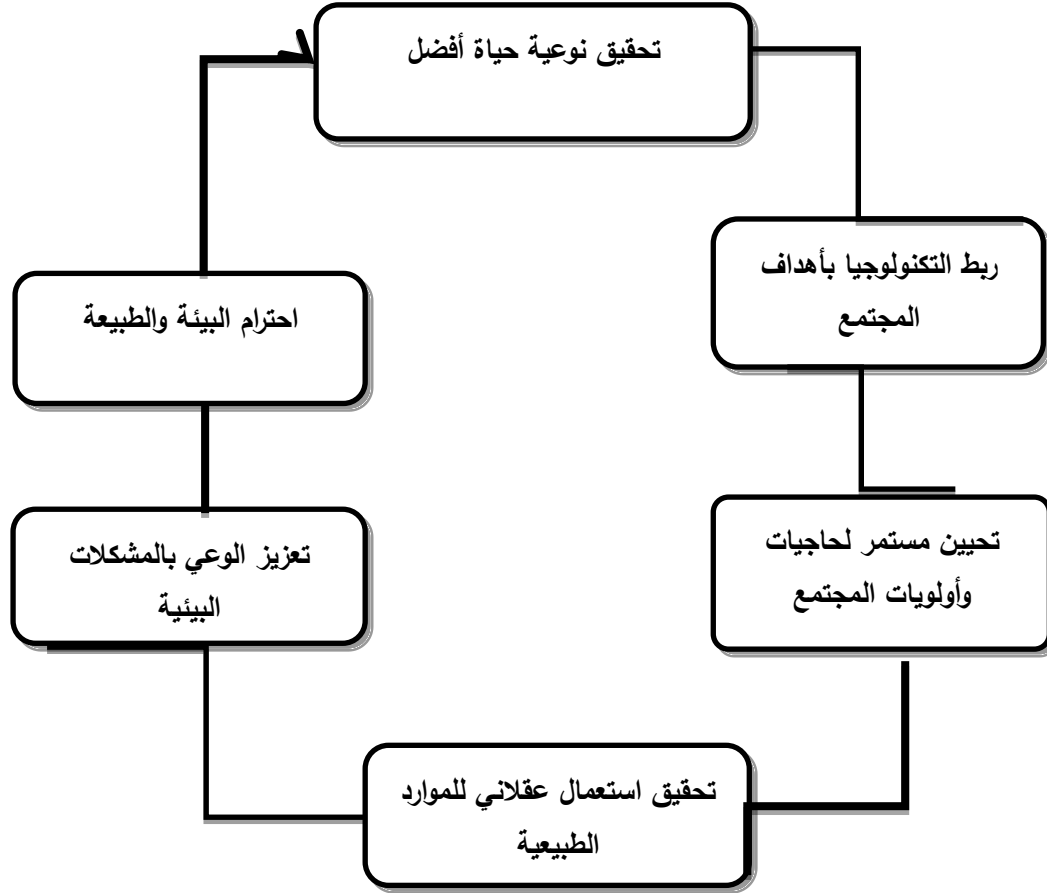 تحقيق نوعية حياة أفضل
ربط التكنولوجيا بأهداف
المجتمع
احترام البيئة والطبيعة
تحيين مستمر لحاجيات
وأولويات المجتمع
تعزيز الوعي بالمشكلات
البيئية
تحقيق استعمال عقلاني للموارد
الطبيعية